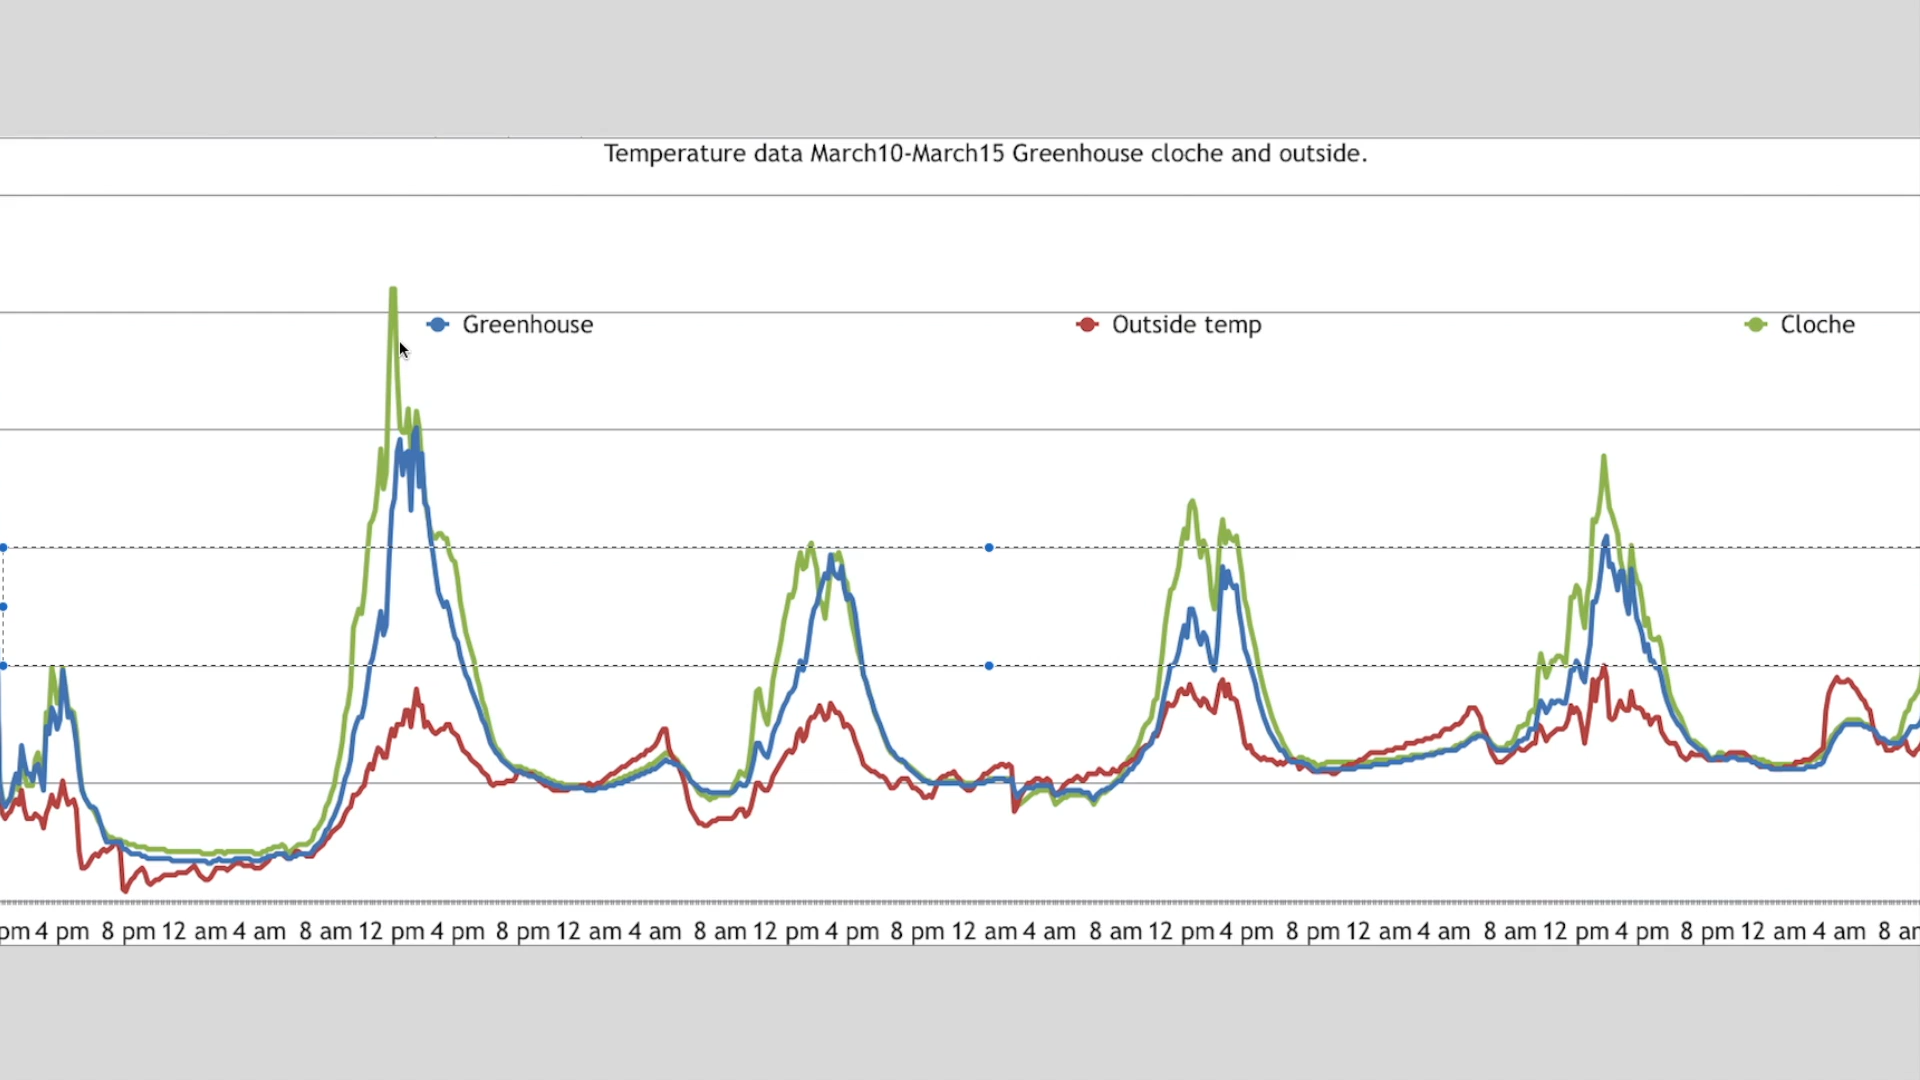 Temperature data March10-March15 Greenhouse cloche and outside.
Greenhouse Outside temp Cloche
pm 4 pm 8 pm 12 am 4 am 8 am 12 pm 4 pm 8 pm 12 am 4 am 8 am 12 pm 4 pm 8 pm 12 am 4 am 8 am 12 pm 4 pm 8 pm 12 am 4 am 8 am 12 pm 4 pm 8 pm 12 am 4 am 8 am